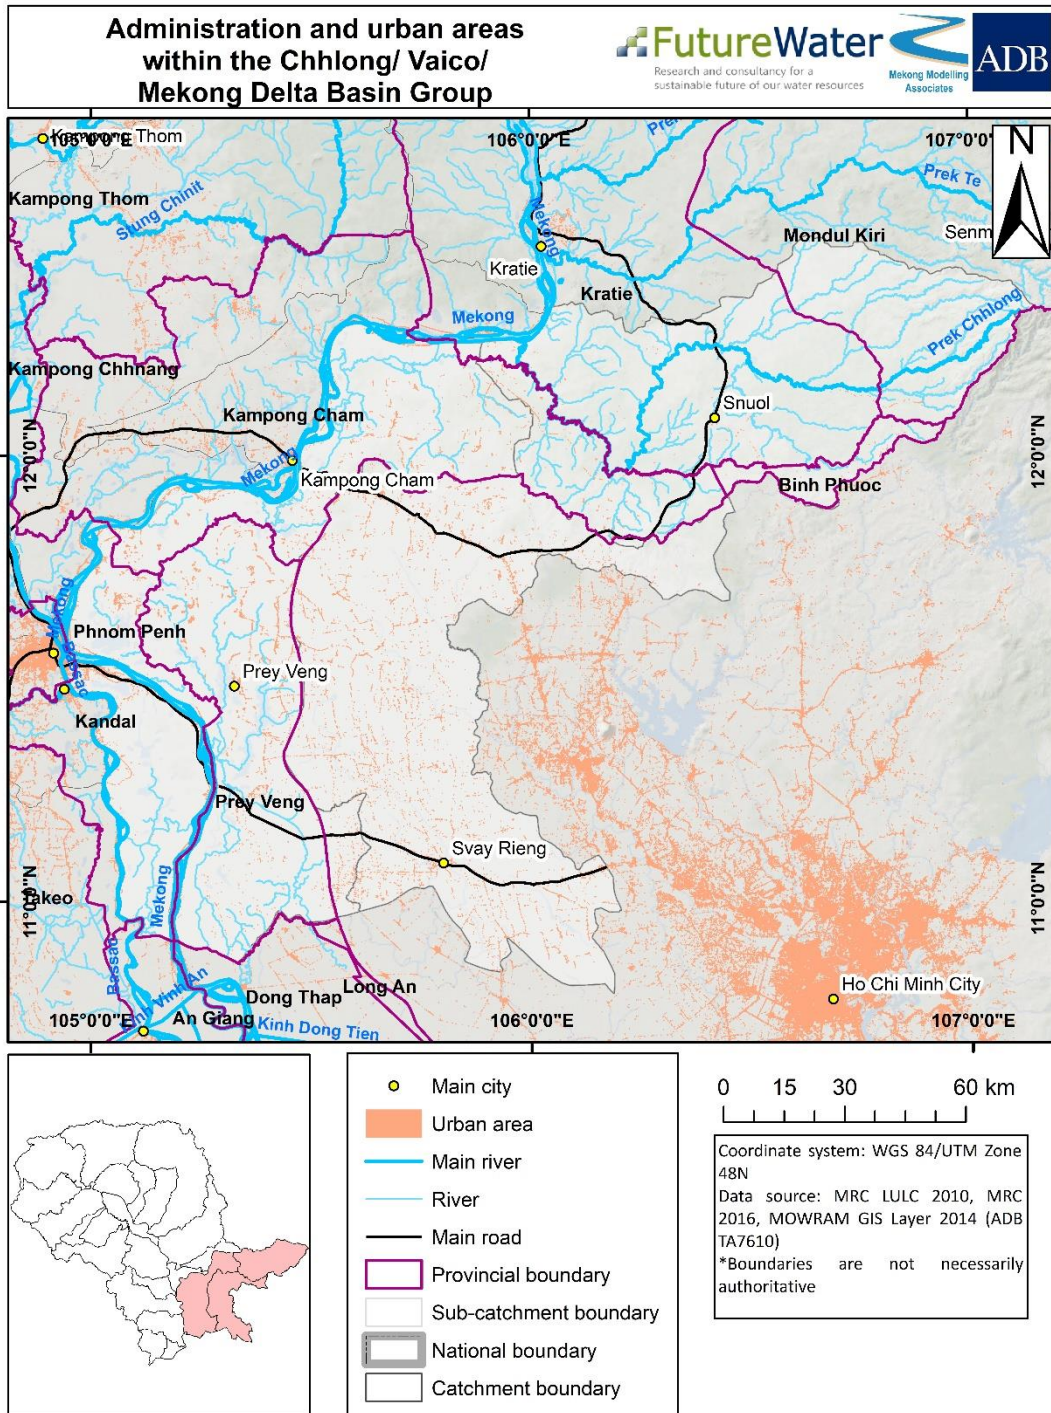 Administration and urban areas
within the Chhlong/ Vaico/
Mekong Delta Basin Group
FutureWater
Research and consultancy for a
sustainable future of our water resources
Mekong Modelling
Associates
ADB
Kampong Thom
105°0'0"E
106°0'0"E
107°0'0"E
N
Prek Te
Kampong Thom
Stung Chinit
Mekong
Mondul Kiri
Senm
Kratie
Kratie
Mekong
Prek Chhlong
Kampong Chhnang
Snuol
Kampong Cham
12°0'0"N
12°0'0"N
Mekong
Kampong Cham
Binh Phuoc
Mekong
Phnom Penh
Bassac
Prey Veng
Kandal
Prey Veng
Svay Rieng
11°0'0"N
11°0'0"N
Takeo
Mekong
Bassau
Vinh An
Long An
Ho Chi Minh City
Dong Thap
An Giang
Kinh Dong Tien
105°0'0"E
106°0'0"E
107°0'0"E
Main city
Urban area
Main river
River
Main road
Provincial boundary
Sub-catchment boundary
National boundary
Catchment boundary
0 15 30 60 km
Coordinate system: WGS 84/UTM Zone
48N
Data source: MRC LULC 2010, MRC
2016, MOWRAM GIS Layer 2014 (ADB
TA7610)
*Boundaries are not necessarily
authoritative